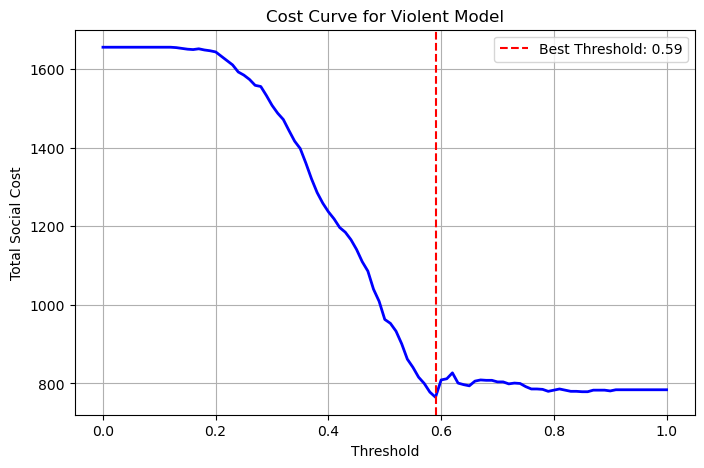 Cost Curve for Violent Model
Best Threshold: 0.59
Total Social Cost
1600
1400
1200
1000
800
0.0 0.2 0.4 0.6 0.8 1.0
Threshold